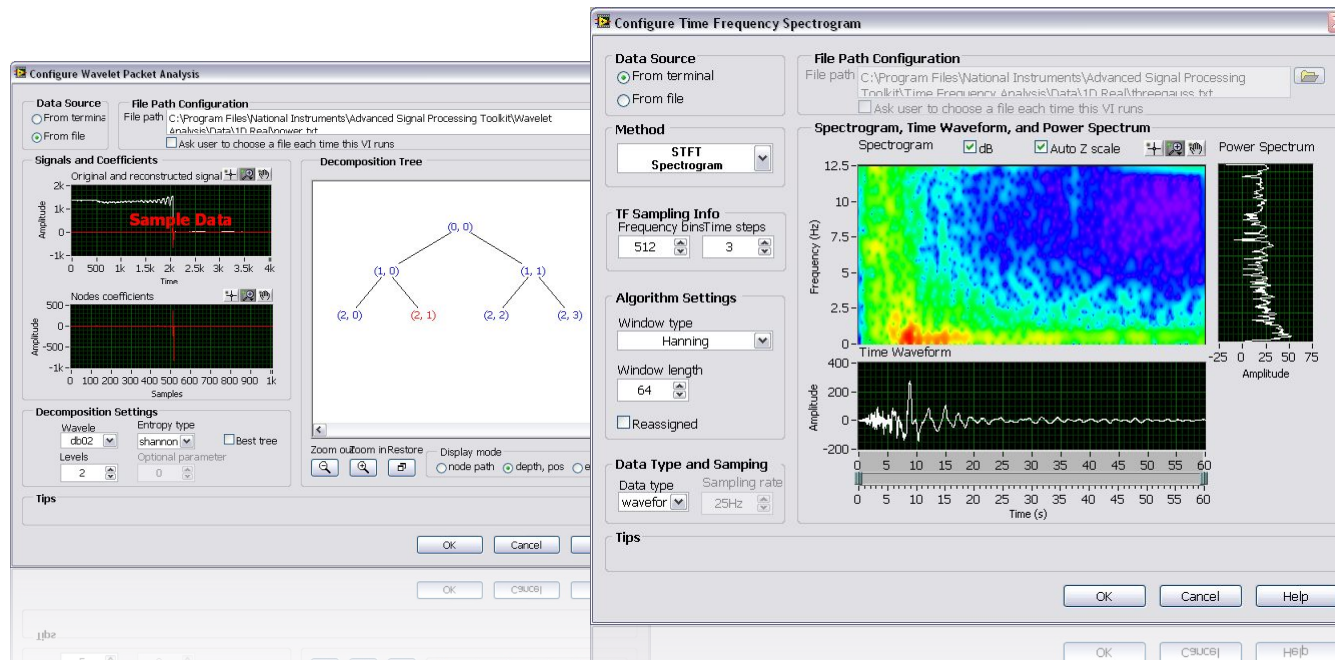 Configure Wavelet Packet Analysis
Data Source
From termina
From file
File Path Configuration
File path
C:\Program Files\National Instruments\Advanced Signal Processing Toolkit\Wavelet
Analysis\Data\1D Real\power.txt
Ask user to choose a file each time this VI runs
Signals and Coefficients
Original and reconstructed signal
2k
1k
0
-1k
Amplitude
Sample Data
0 500 1k 1.5k 2k 2.5k 3k 3.5k 4k
Time
Nodes coefficients
500
0
-500
-1k
Amplitude
0 100 200 300 400 500 600 700 800 900 1k
Samples
Decomposition Tree
(0, 0)
(1, 0) (1, 1)
(2, 0) (2, 1) (2, 2) (2, 3)
Decomposition Settings
Wavele
db02
Entropy type
shannon
Best tree
Levels
2
Optional parameter
0
Zoom out Zoom in Restore
Display mode
node path depth, pos e
Tips
OK Cancel
Configure Time Frequency Spectrogram
Data Source
From terminal
From file
File Path Configuration
File path
C:\Program Files\National Instruments\Advanced Signal Processing
Toolkit\Time Frequency Analysis\Data\1D Real\threegauss.txt
Ask user to choose a file each time this VI runs
Method
STFT
Spectrogram
TF Sampling Info
Frequency bins Time steps
512 3
Algorithm Settings
Window type
Hanning
Window length
64
Reassigned
Data Type and Samping
Data type
wavefor
Sampling rate
25Hz
Spectrogram, Time Waveform, and Power Spectrum
Spectrogram dB Auto Z scale
Power Spectrum
12.5
10
7.5
5
2.5
0
Frequency (Hz)
-25 0 25 50 75
Amplitude
Time Waveform
400
200
0
-200
Amplitude
0 5 10 15 20 25 30 35 40 45 50 55 60
0 5 10 15 20 25 30 35 40 45 50 55 60
Time (s)
Tips
OK Cancel Help